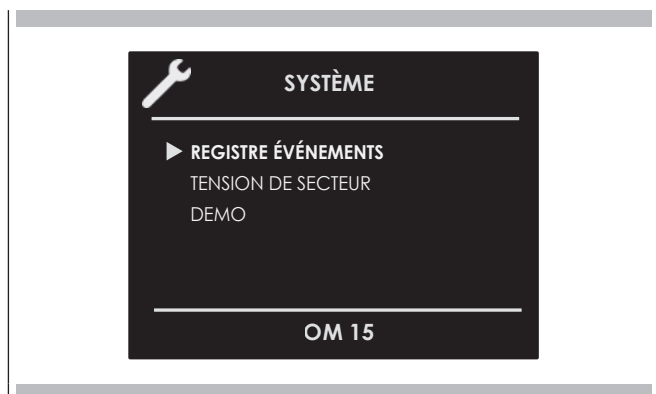 SYSTÈME
REGISTRE ÉVÉNEMENTS
TENSION DE SECTEUR
DEMO
OM 15